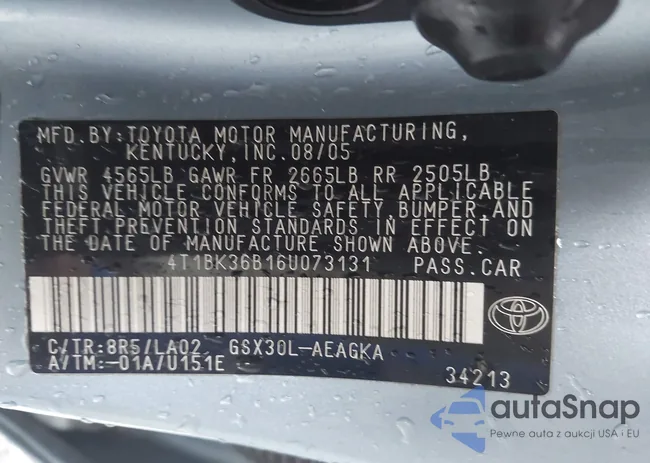 MFD.BY:TOYOTA MOTOR MANUFACTURING,
KENTUCKY,INC.08/05
GVWR 4565LB GAWR FR 2665LB RR 2505LB
THIS VEHICLE CONFORMS TO ALL APPLICABLE
FEDERAL MOTOR VEHICLE SAFETY,BUMPER,AND
THEFT PREVENTION STANDARDS IN EFFECT ON
THE DATE OF MANUFACTURE SHOWN ABOVE.
4T1BK36B16U073131 PASS.CAR
C/TR:8R5/LA02 GSX30L-AEAGKA
A/TM:-01A/U151E
34213
autaSnap
Pewne auta z aukcji USA i EU